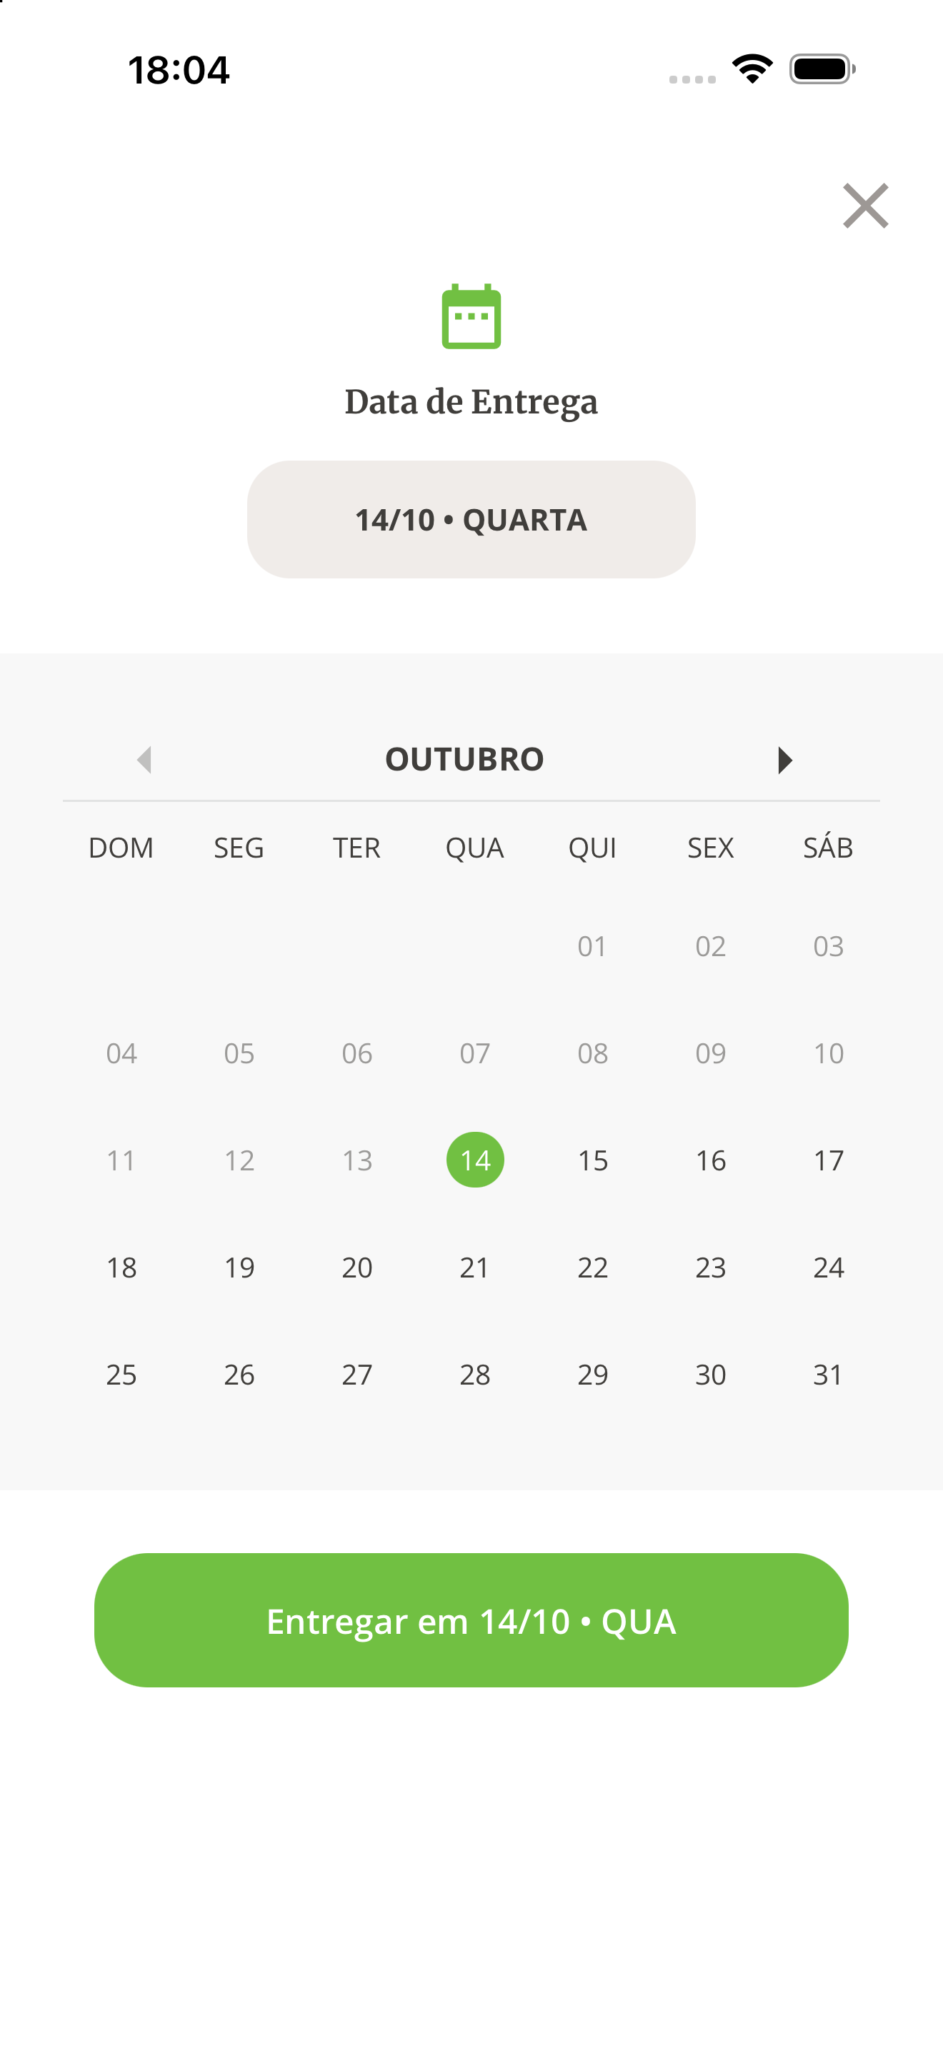 18:04
Data de Entrega
14/10 • QUARTA
OUTUBRO
DOM SEG TER QUA QUI SEX SÁB
01 02 03
04 05 06 07 08 09 10
11 12 13 14 15 16 17
18 19 20 21 22 23 24
25 26 27 28 29 30 31
Entregar em 14/10 • QUA